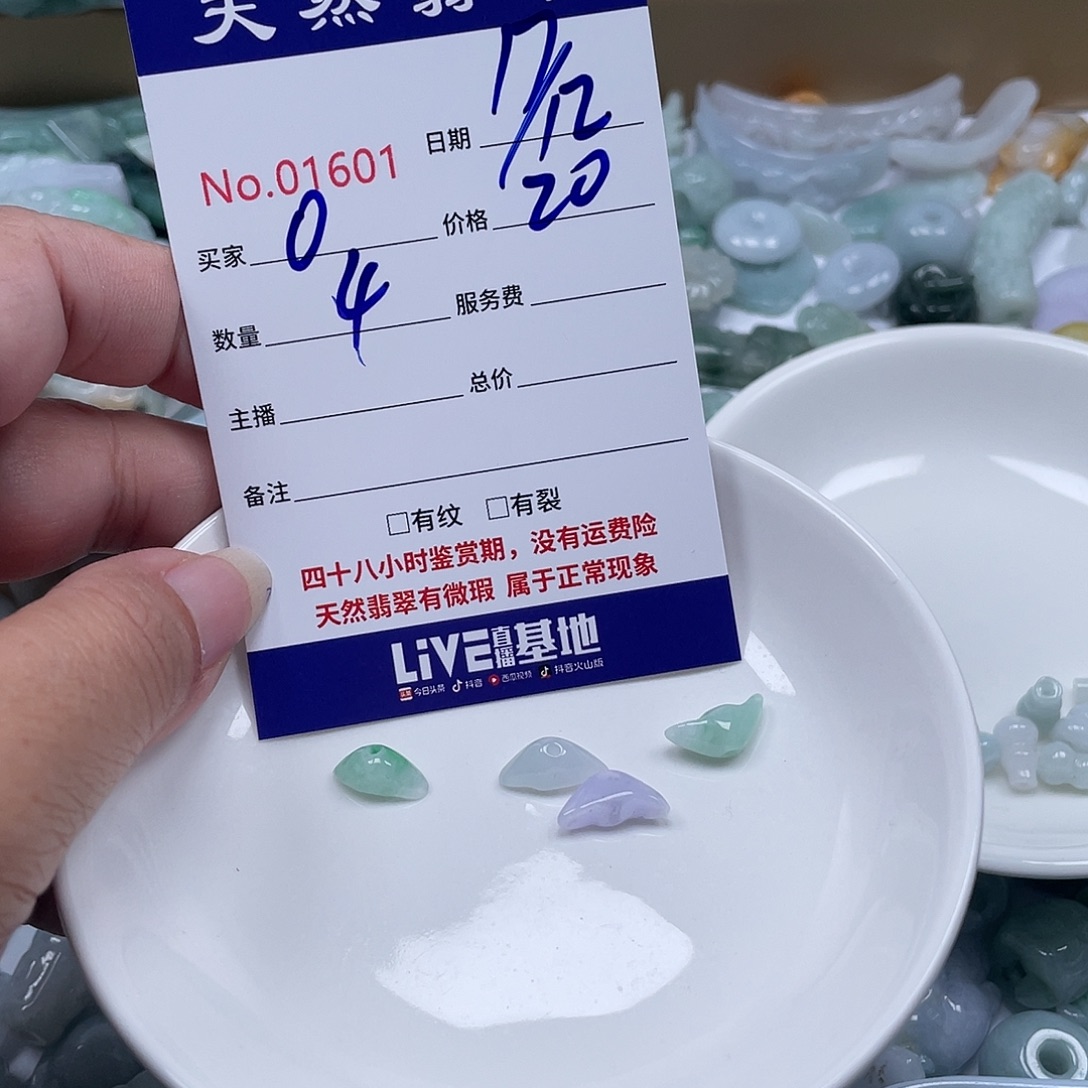 天然翡
No.01601
日期 17/12
买家 0 价格 20
数量 4 服务费
主播 总价
备注
□有纹 □有裂
四十八小时鉴赏期，没有运费险
天然翡翠有微瑕 属于正常现象
LiVE直播基地
头条 今日头条 抖音 西瓜视频 抖音火山版